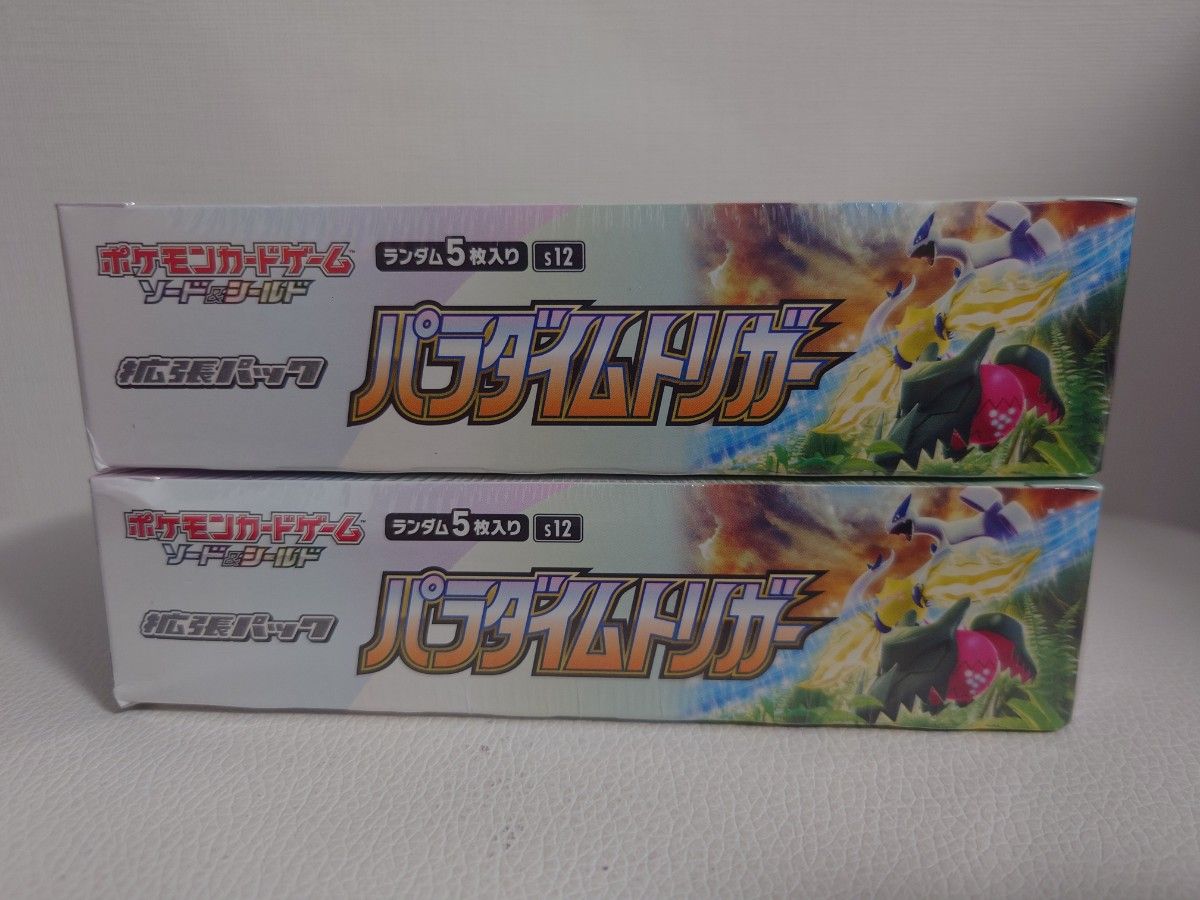 ポケモンカードゲーム™
ソード&シールド
ランダム5枚入り s12
拡張パック
パラダイムトリガー
ポケモンカードゲーム™
ソード&シールド
ランダム5枚入り s12
拡張パック
パラダイムトリガー